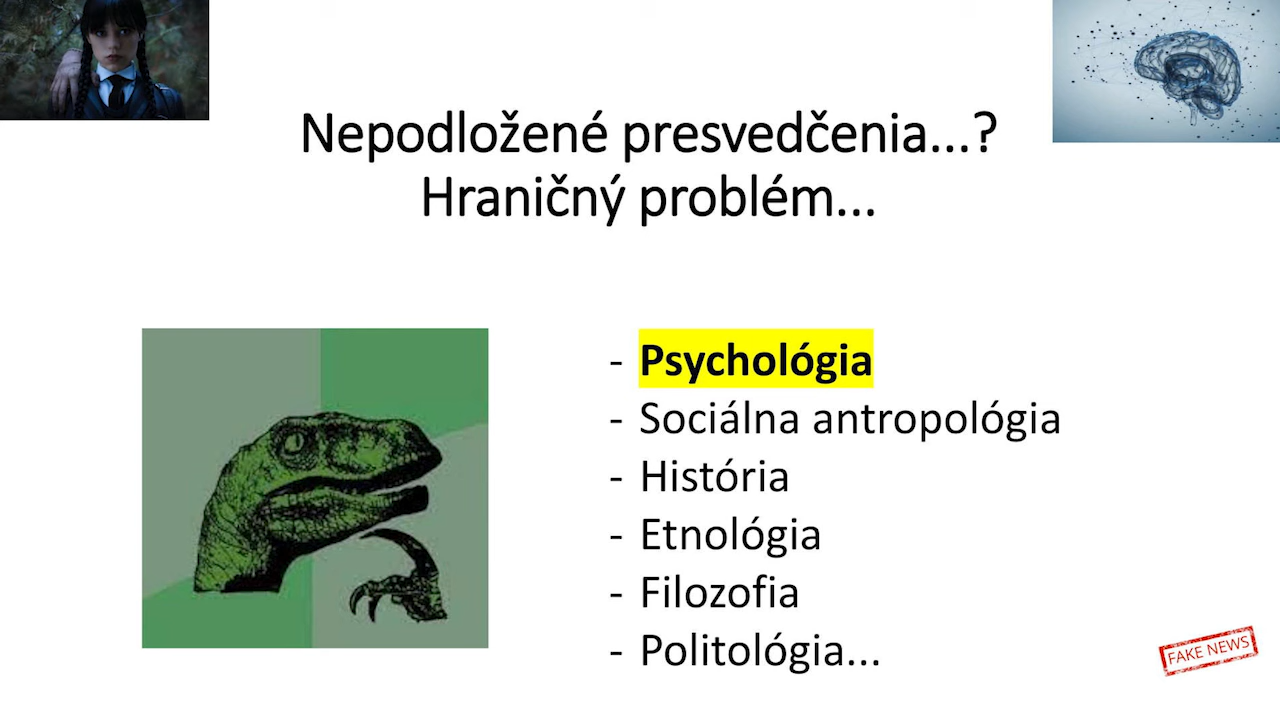 Nepodložené presvedčenia...?
Hraničný problém...
- Psychológia
- Sociálna antropológia
- História
- Etnológia
- Filozofia
- Politológia...
FAKE NEWS